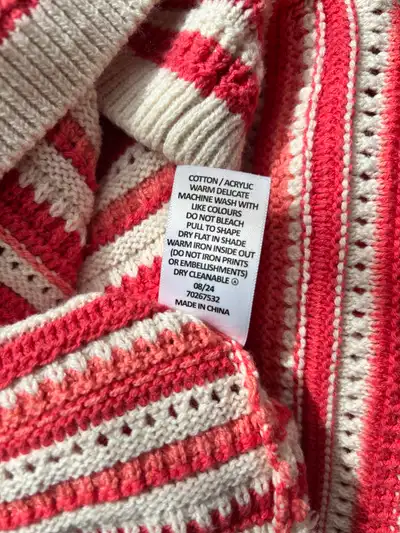 COTTON / ACRYLIC
WARM DELICATE
MACHINE WASH WITH
LIKE COLOURS
DO NOT BLEACH
PULL TO SHAPE
DRY FLAT IN SHADE
WARM IRON INSIDE OUT
(DO NOT IRON PRINTS
OR EMBELLISHMENTS)
DRY CLEANABLE Ⓐ
08/24
70267532
MADE IN CHINA